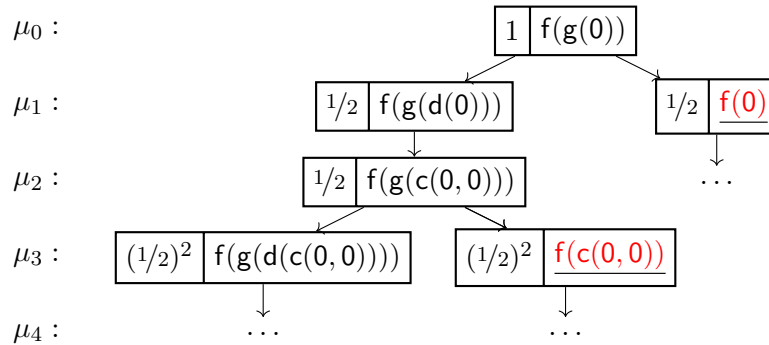 μ₀ : 1 f(g(0))
μ₁ : 1/2 f(g(d(0))) 1/2 f(0)
μ₂ : 1/2 f(g(c(0,0))) ...
μ₃ : (1/2)² f(g(d(c(0,0)))) (1/2)² f(c(0,0))
μ₄ : ... ...